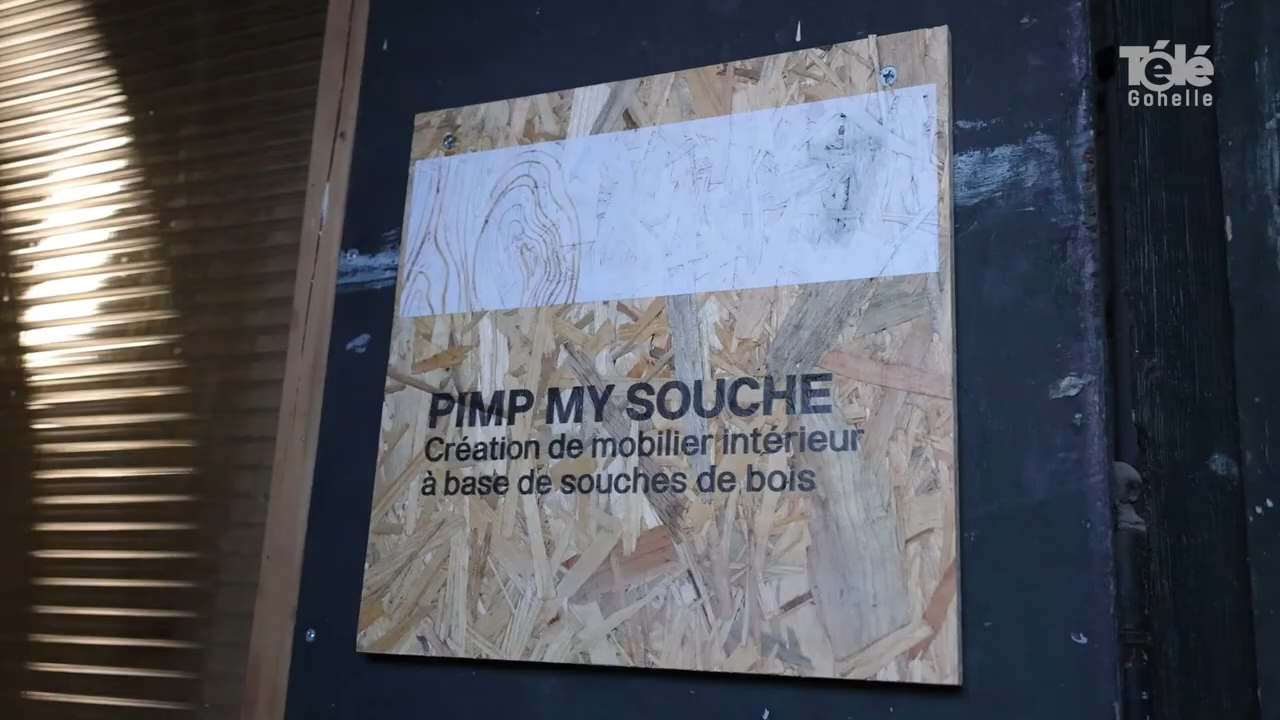 Télé
Gohelle
PIMP MY SOUCHE
Création de mobilier intérieur
à base de souches de bois